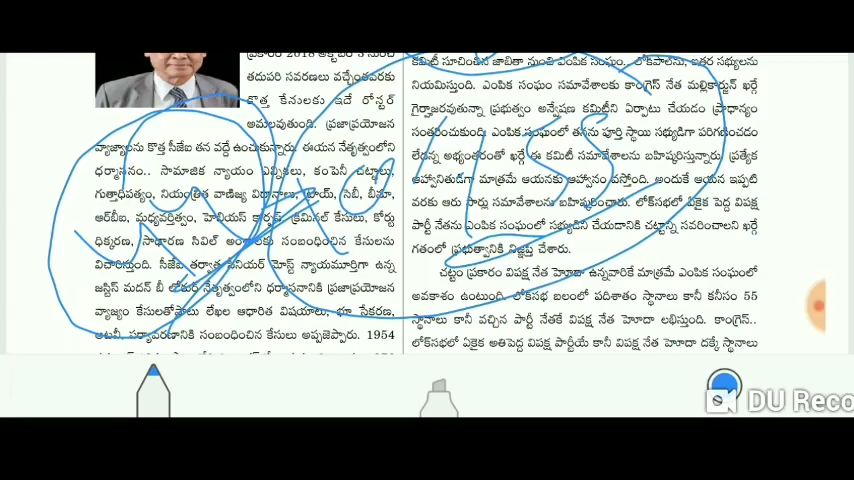 ప్రకారం 2018 అక్టోబర్ 3 నుంచి
తదుపరి సవరణలు వచ్చేంతవరకు
కొత్త కేసులకు ఇదే రోస్టర్
అమలవుతుంది. ప్రజాప్రయోజన
వ్యాజ్యాలను కొత్త సీజేఐ తన వద్దే ఉంచుకున్నారు. ఈయన నేతృత్వంలోని
ధర్మాసనం.. సామాజిక న్యాయం ఎన్నికలు, కంపెనీ చట్టాలు,
గుత్తాధిపత్యం, నియంత్రిత వాణిజ్య విధానాలు, ట్రాయ్, సెబీ, బీమా,
ఆర్‌బీఐ, మధ్యవర్తిత్వం, హెబియస్ కార్పస్, క్రిమినల్ కేసులు, కోర్టు
ధిక్కరణ, సాధారణ సివిల్ అంశాలకు సంబంధించిన కేసులను
విచారిస్తుంది. సీజేఐ తర్వాత సీనియర్ మోస్ట్ న్యాయమూర్తిగా ఉన్న
జస్టిస్ మదన్ బీ లోకుర్ నేతృత్వంలోని ధర్మాసనానికి ప్రజాప్రయోజన
వ్యాజ్యం కేసులతోపాటు లేఖల ఆధారిత విషయాలు, భూ సేకరణ,
అటవీ, పర్యావరణానికి సంబంధించిన కేసులు అప్పజెప్పారు. 1954
కమిటీ సూచించిన జాబితా నుంచి ఎంపిక సంఘం.. లోక్‌పాల్‌ను, ఇతర సభ్యులను
నియమిస్తుంది. ఎంపిక సంఘం సమావేశాలకు కాంగ్రెస్ నేత మల్లికార్జున్ ఖర్గే
గైర్హాజరవుతున్నా ప్రభుత్వం అన్వేషణ కమిటీని ఏర్పాటు చేయడం ప్రాధాన్యం
సంతరించుకుంది. ఎంపిక సంఘంలో తనను పూర్తి స్థాయి సభ్యుడిగా పరిగణించడం
లేదన్న అభ్యంతరంతో ఖర్గే ఈ కమిటీ సమావేశాలను బహిష్కరిస్తున్నారు. ప్రత్యేక
ఆహ్వానితుడిగా మాత్రమే ఆయనకు ఆహ్వానం వస్తోంది. అందుకే ఆయన ఇప్పటి
వరకు ఆరు సార్లు సమావేశాలను బహిష్కరించారు. లోక్‌సభలో ఏకైక పెద్ద విపక్ష
పార్టీ నేతను ఎంపిక సంఘంలో సభ్యుడిని చేయడానికి చట్టాన్ని సవరించాలని ఖర్గే
గతంలో ప్రభుత్వానికి విజ్ఞప్తి చేశారు.
చట్టం ప్రకారం విపక్ష నేత హెూదా ఉన్నవారికే మాత్రమే ఎంపిక సంఘంలో
అవకాశం ఉంటుంది. లోక్‌సభ బలంలో పదిశాతం స్థానాలు కానీ కనీసం 55
స్థానాలు కానీ వచ్చిన పార్టీ నేతకే విపక్ష నేత హెూదా లభిస్తుంది. కాంగ్రెస్..
లోక్‌సభలో ఏకైక అతిపెద్ద విపక్ష పార్టీయే కానీ విపక్ష నేత హెూదా దక్కే స్థానాలు
DU Reco